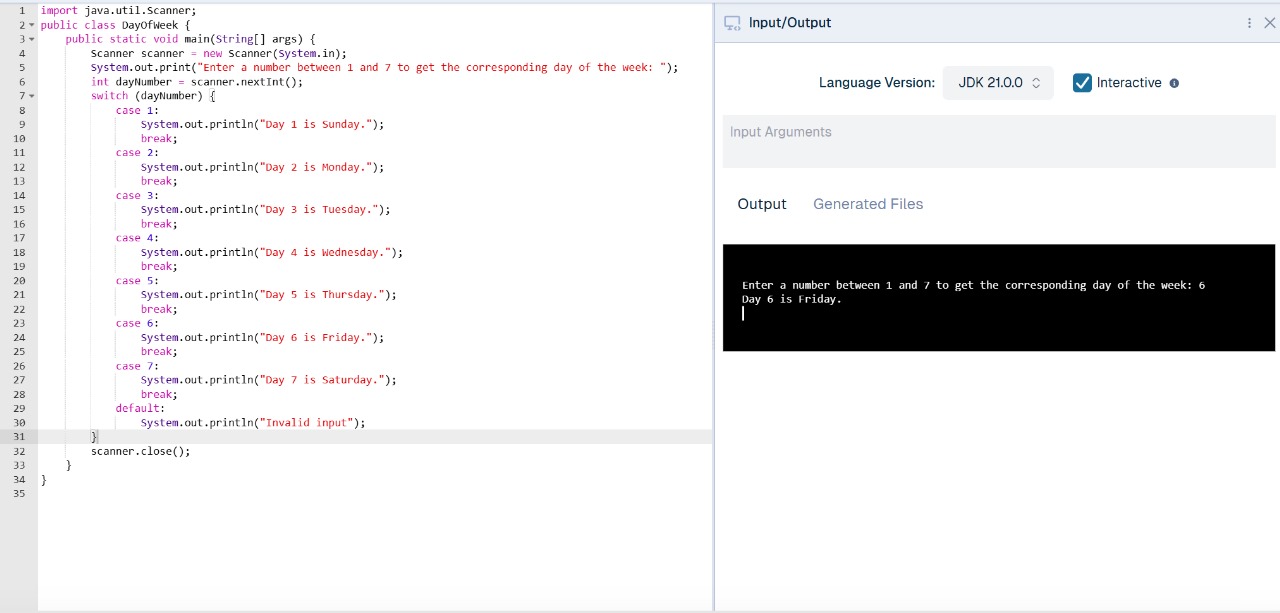 1 import java.util.Scanner;
2 public class DayOfWeek {
3 public static void main(String[] args) {
4 Scanner scanner = new Scanner(System.in);
5 System.out.print("Enter a number between 1 and 7 to get the corresponding day of the week: ");
6 int dayNumber = scanner.nextInt();
7 switch (dayNumber) {
8 case 1:
9 System.out.println("Day 1 is Sunday.");
10 break;
11 case 2:
12 System.out.println("Day 2 is Monday.");
13 break;
14 case 3:
15 System.out.println("Day 3 is Tuesday.");
16 break;
17 case 4:
18 System.out.println("Day 4 is Wednesday.");
19 break;
20 case 5:
21 System.out.println("Day 5 is Thursday.");
22 break;
23 case 6:
24 System.out.println("Day 6 is Friday.");
25 break;
26 case 7:
27 System.out.println("Day 7 is Saturday.");
28 break;
29 default:
30 System.out.println("Invalid input");
31 }
32 scanner.close();
33 }
34 }
35
Input/Output
Language Version: JDK 21.0.0 Interactive
Input Arguments
Output Generated Files
Enter a number between 1 and 7 to get the corresponding day of the week: 6
Day 6 is Friday.